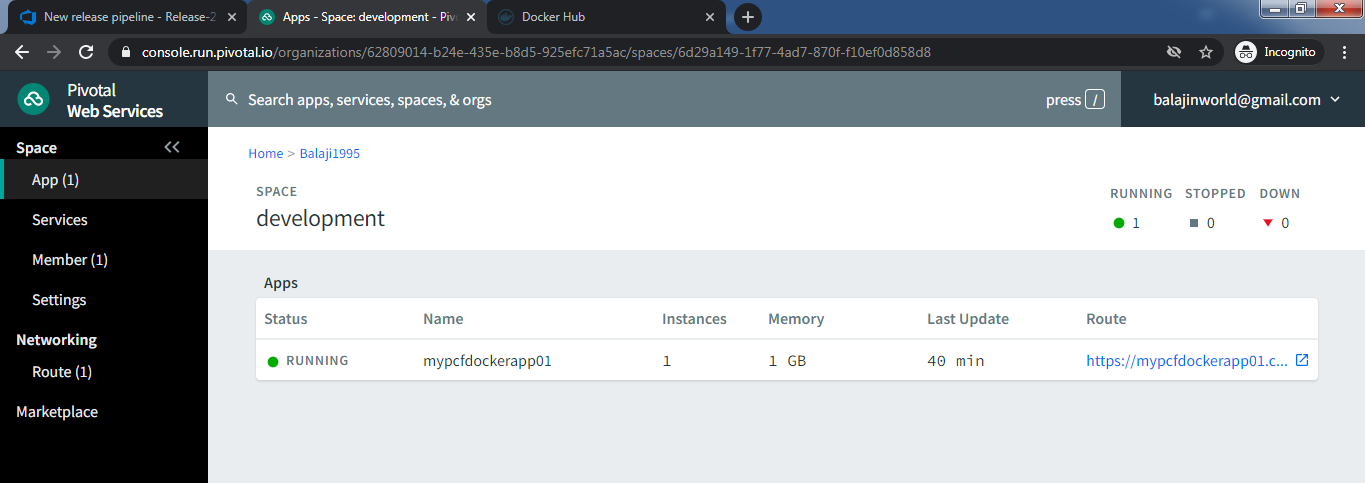 New release pipeline - Release-2
Apps - Space: development - Piv
Docker Hub
console.run.pivotal.io/organizations/62809014-b24e-435e-b8d5-925efc71a5ac/spaces/6d29a149-1f77-4ad7-870f-f10ef0d858d8
Incognito
Pivotal
Web Services
Search apps, services, spaces, & orgs
press /
balajinworld@gmail.com
Space
App (1)
Services
Member (1)
Settings
Networking
Route (1)
Marketplace
Home > Balaji1995
SPACE
development
RUNNING STOPPED DOWN
1 0 0
Apps
Status Name Instances Memory Last Update Route
RUNNING mypcfdockerapp01 1 1 GB 40 min https://mypcfdockerapp01.c...